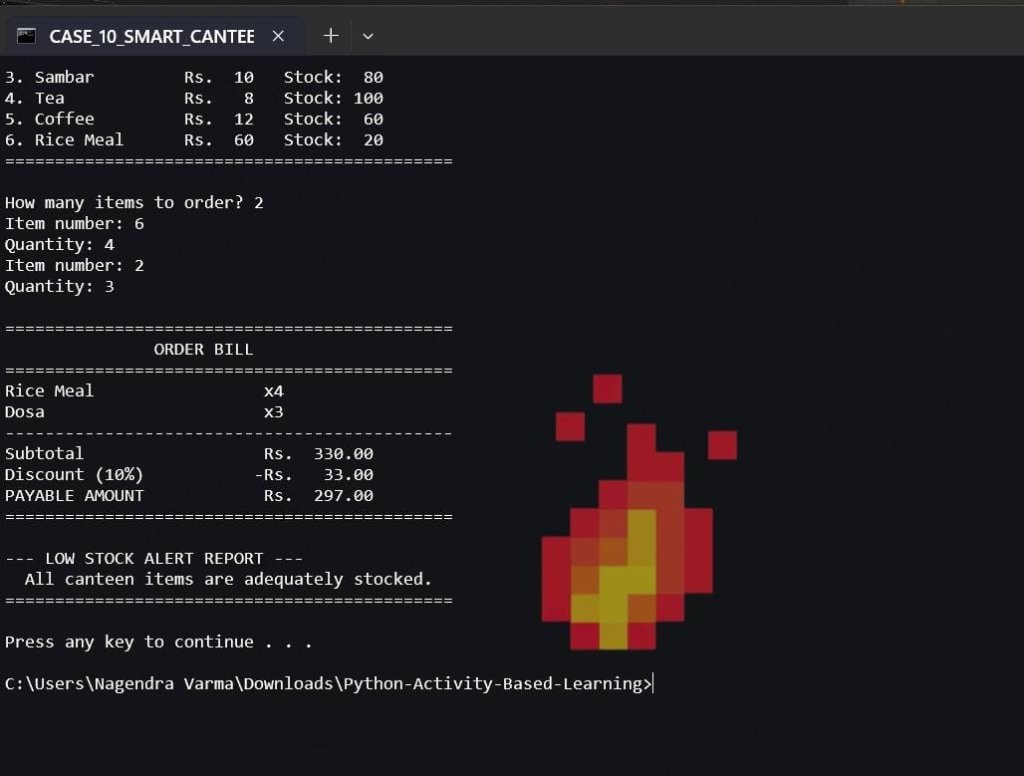 CASE_10_SMART_CANTEE
3. Sambar         Rs.  10   Stock:  80
4. Tea            Rs.   8   Stock: 100
5. Coffee         Rs.  12   Stock:  60
6. Rice Meal      Rs.  60   Stock:  20
=============================================
How many items to order? 2
Item number: 6
Quantity: 4
Item number: 2
Quantity: 3
=============================================
ORDER BILL
=============================================
Rice Meal                 x4
Dosa                      x3
---------------------------------------------
Subtotal                  Rs.  330.00
Discount (10%)           -Rs.   33.00
PAYABLE AMOUNT            Rs.  297.00
=============================================
--- LOW STOCK ALERT REPORT ---
All canteen items are adequately stocked.
=============================================
Press any key to continue . . .
C:\Users\Nagendra Varma\Downloads\Python-Activity-Based-Learning>